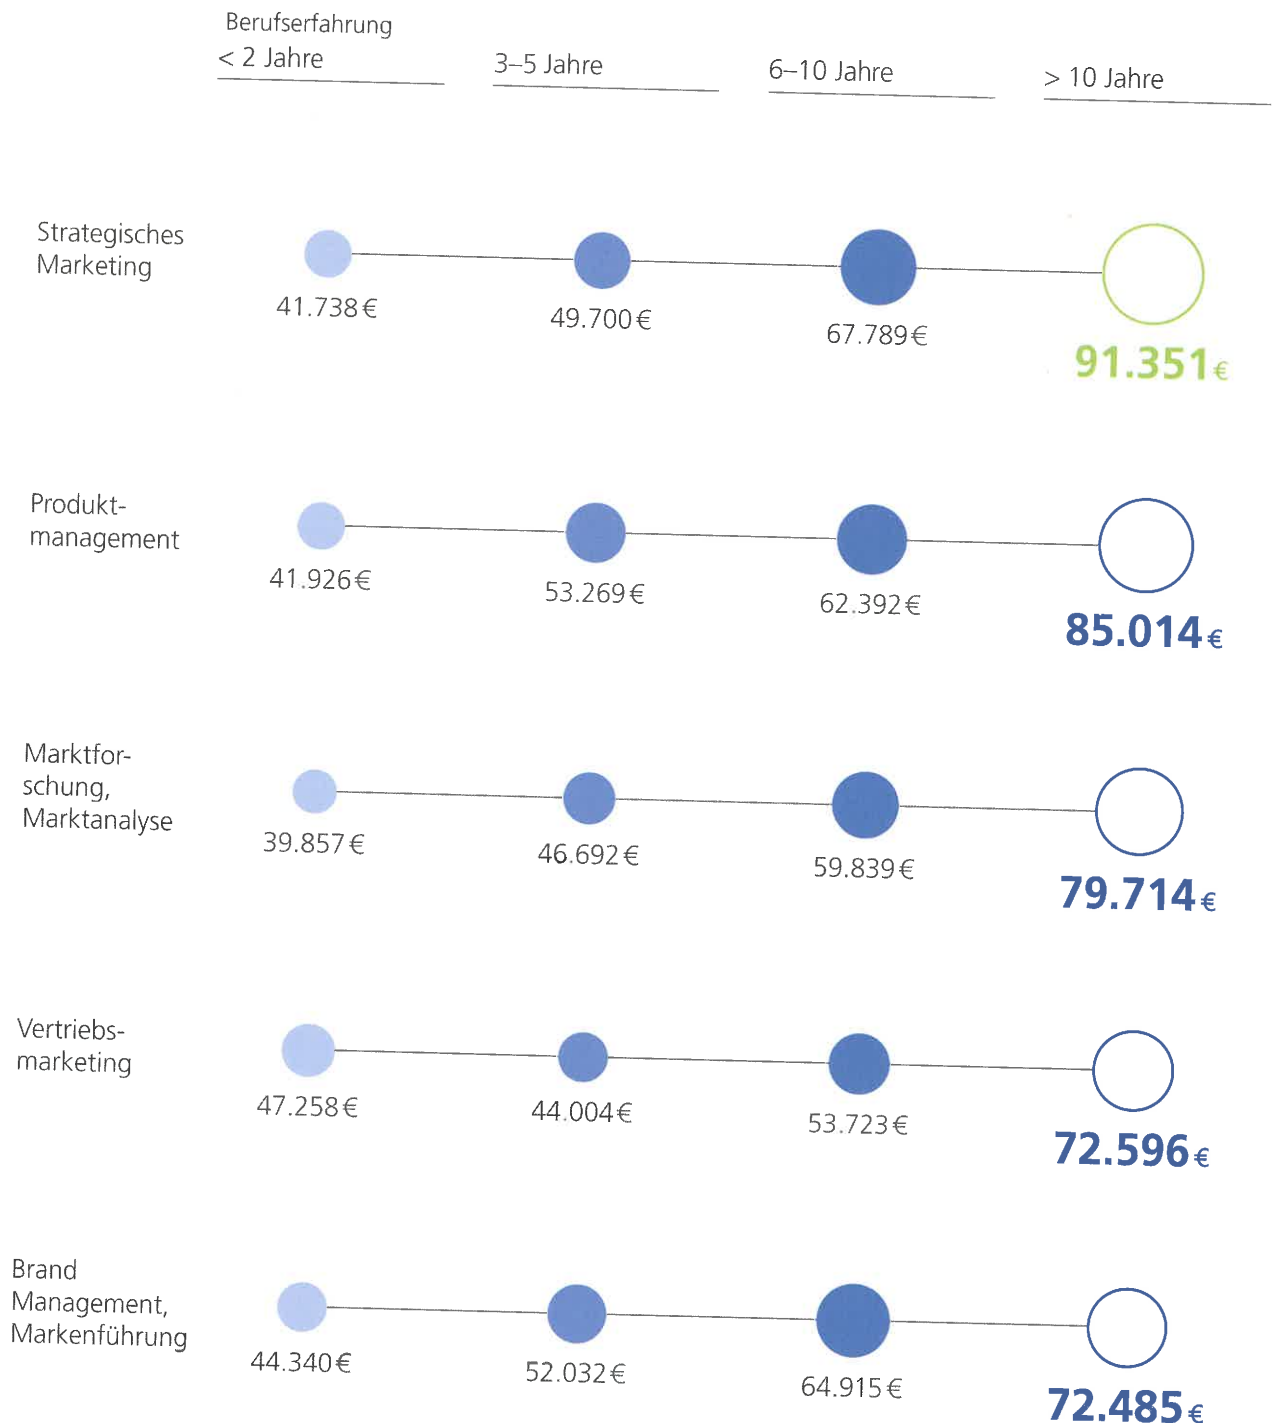 Berufserfahrung
< 2 Jahre
3–5 Jahre
6–10 Jahre
> 10 Jahre
Strategisches
Marketing
41.738 €
49.700 €
67.789 €
91.351 €
Produkt-
management
41.926 €
53.269 €
62.392 €
85.014 €
Marktfor-
schung,
Marktanalyse
39.857 €
46.692 €
59.839 €
79.714 €
Vertriebs-
marketing
47.258 €
44.004 €
53.723 €
72.596 €
Brand
Management,
Markenführung
44.340 €
52.032 €
64.915 €
72.485 €